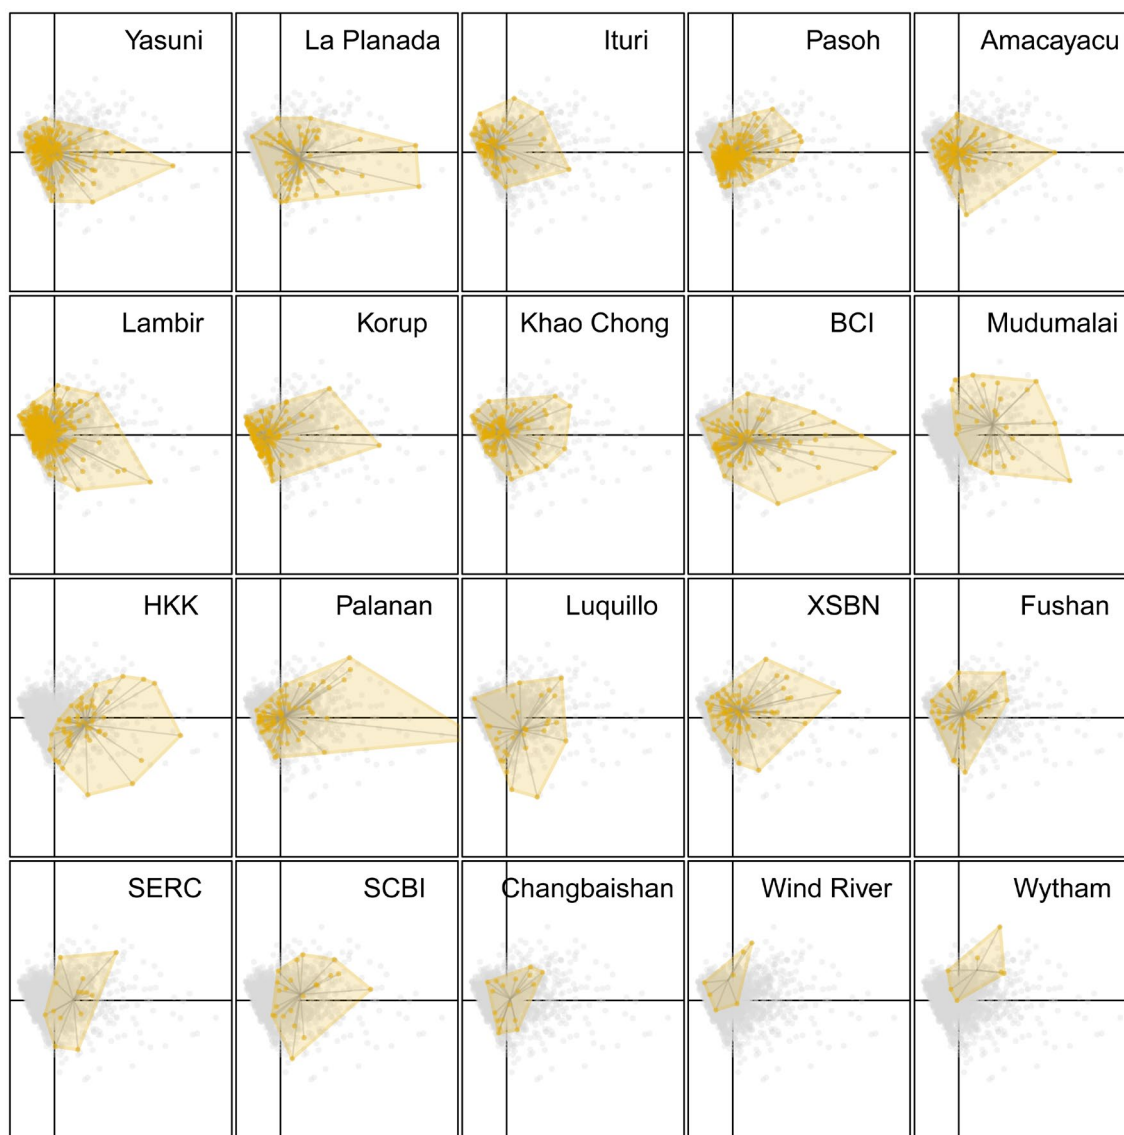 Yasuni
La Planada
Ituri
Pasoh
Amacayacu
Lambir
Korup
Khao Chong
BCI
Mudumalai
HKK
Palanan
Luquillo
XSBN
Fushan
SERC
SCBI
Changbaishan
Wind River
Wytham